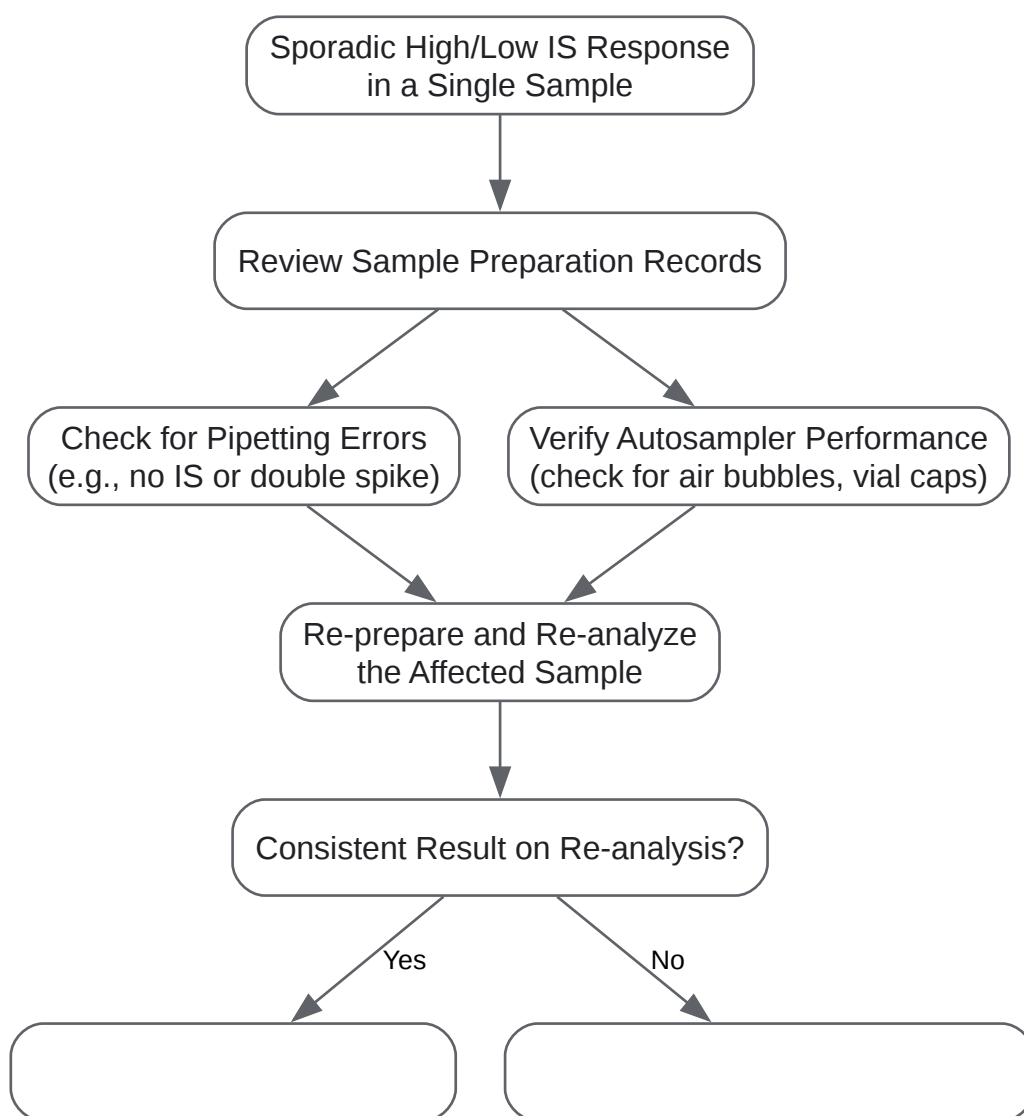 Sporadic High/Low IS Response
in a Single Sample
Review Sample Preparation Records
Check for Pipetting Errors
(e.g., no IS or double spike)
Verify Autosampler Performance
(check for air bubbles, vial caps)
Re-prepare and Re-analyze
the Affected Sample
Consistent Result on Re-analysis?
Yes
No